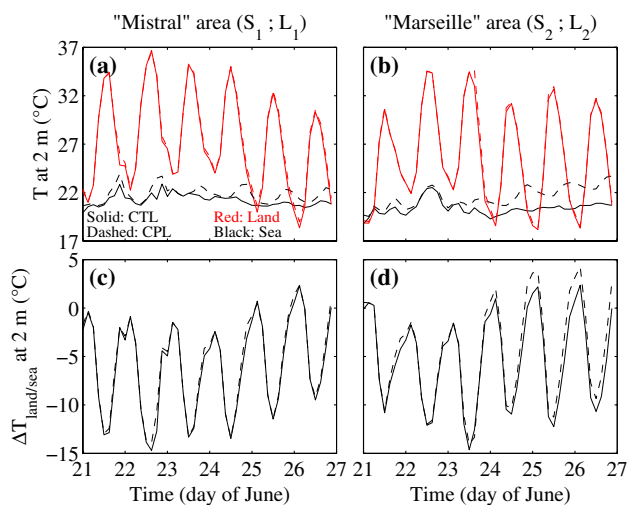 "Mistral" area (S1 ; L1)
"Marseille" area (S2 ; L2)
(a)
(b)
37
32
27
22
17
T at 2 m (°C)
Solid: CTL
Red: Land
Dashed: CPL
Black: Sea
(c)
(d)
5
0
−5
−10
−15
ΔTland/sea at 2 m (°C)
21 22 23 24 25 26 27
21 22 23 24 25 26 27
Time (day of June)
Time (day of June)